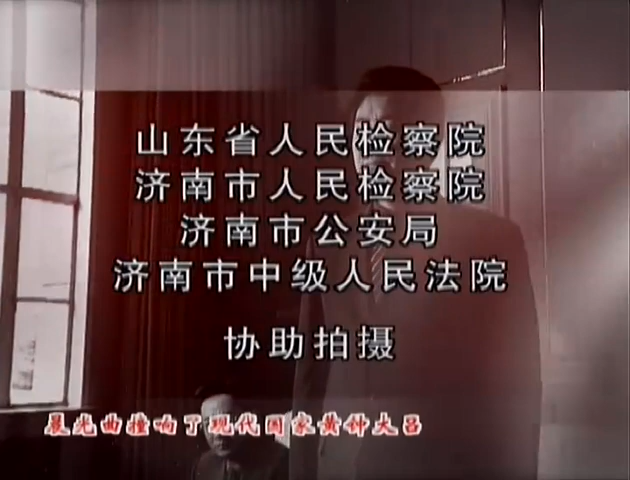 山东省人民检察院
济南市人民检察院
济南市公安局
济南市中级人民法院
协助拍摄
晨光曲撞响了现代国家黄钟大吕